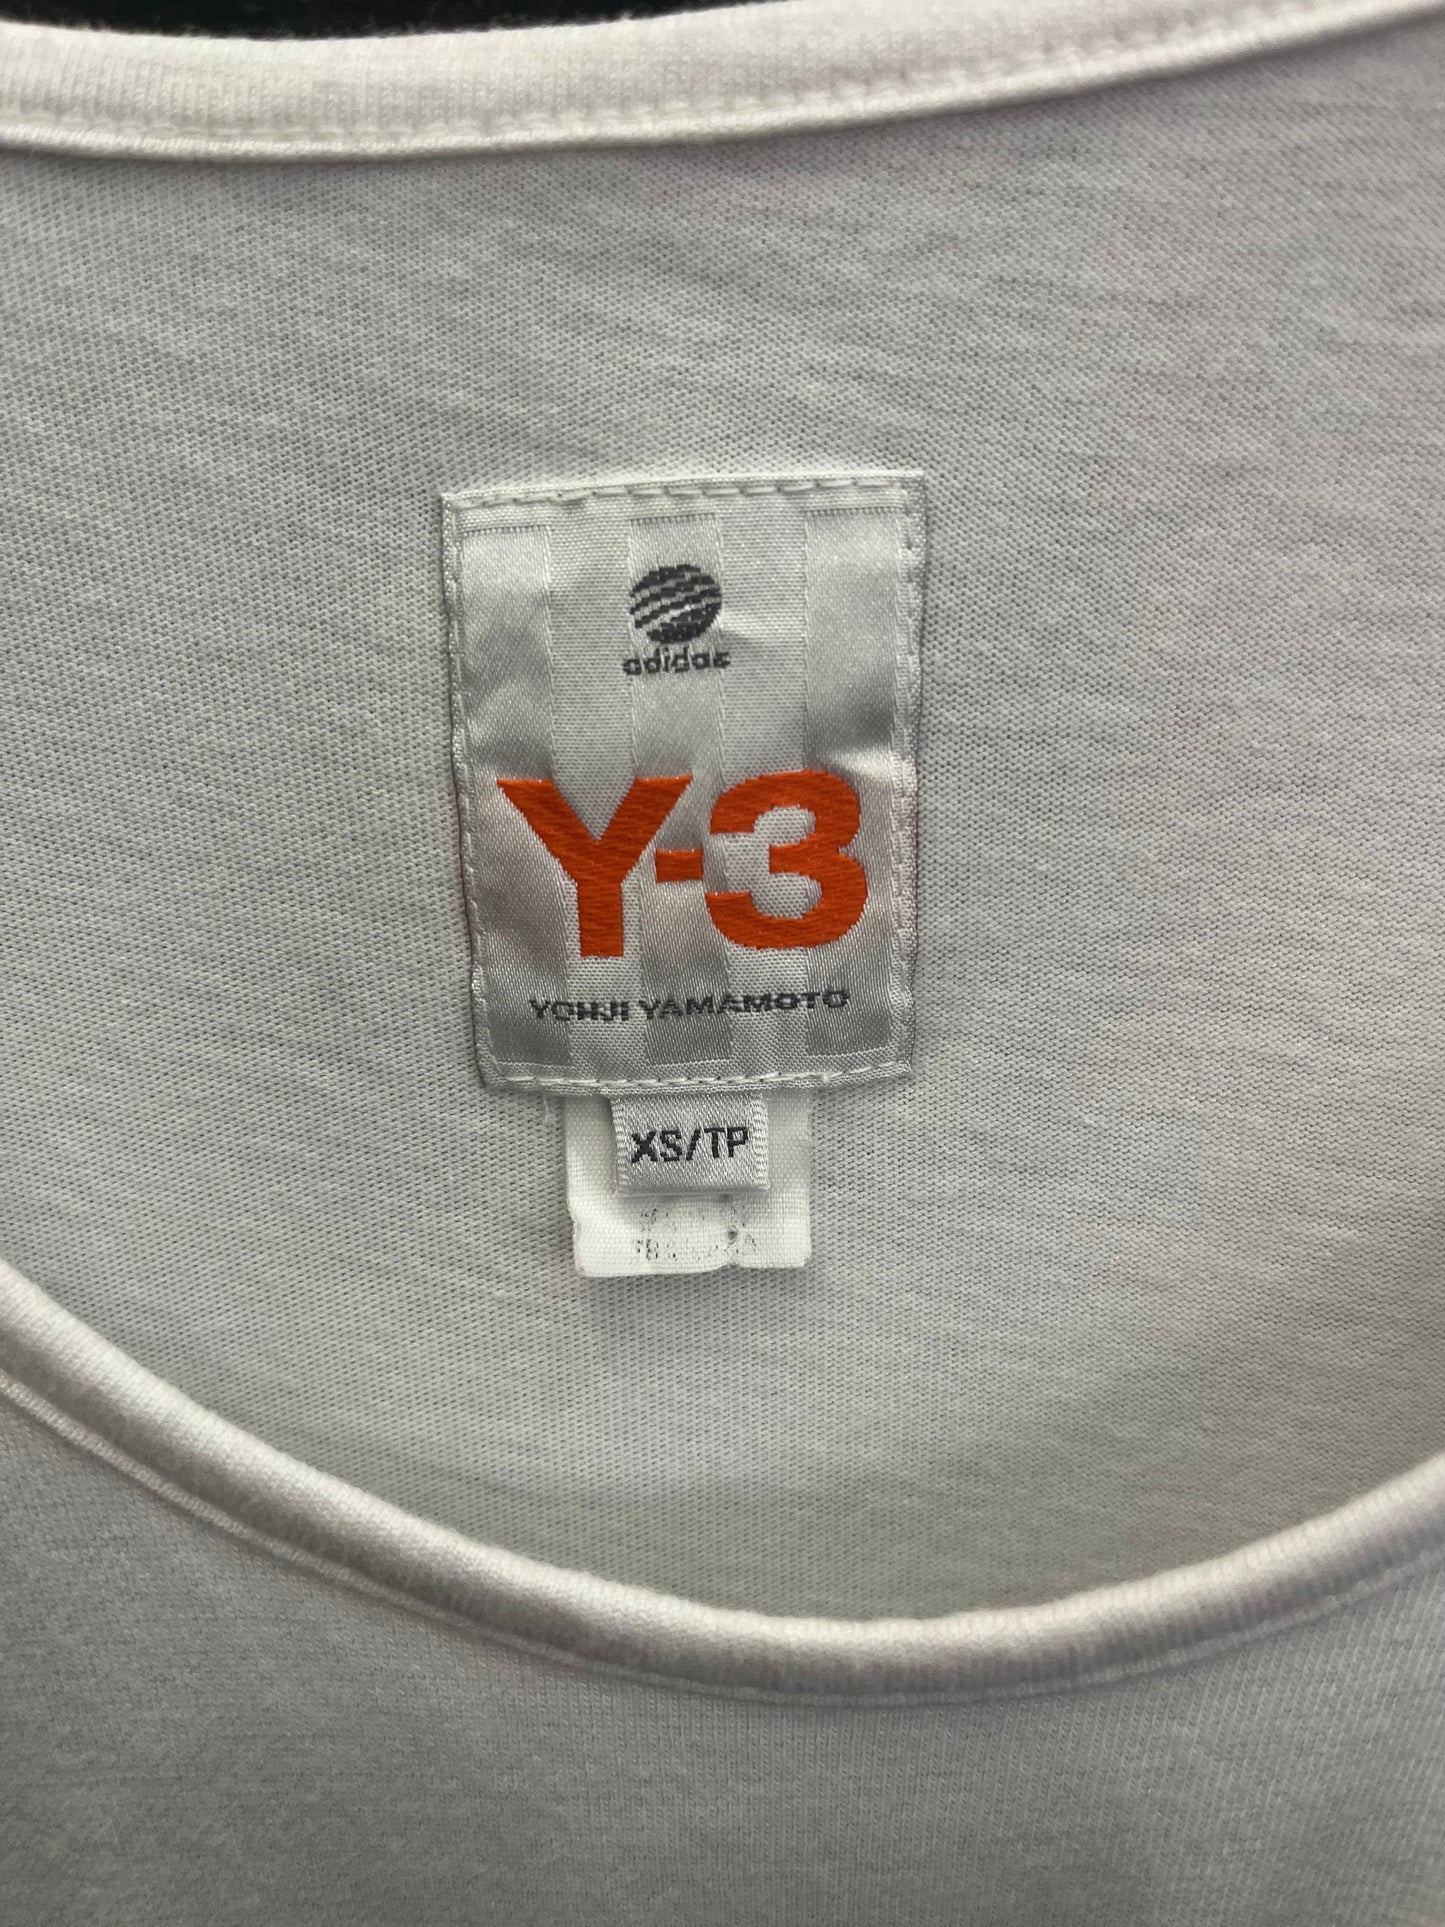 adidas
Y-3
YOHJI YAMAMOTO
XS/TP